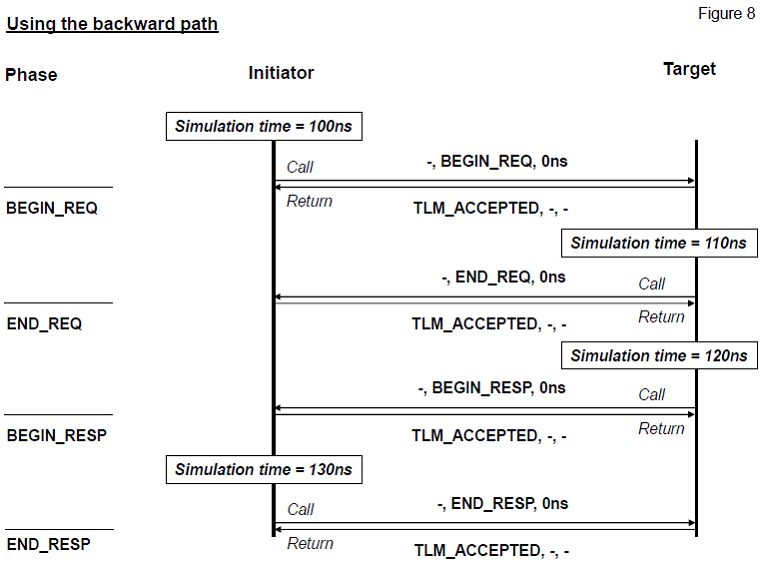 Figure 8
Using the backward path
Phase Initiator Target
Simulation time = 100ns
Call -, BEGIN_REQ, 0ns
BEGIN_REQ Return TLM_ACCEPTED, -, -
Simulation time = 110ns
-, END_REQ, 0ns Call
END_REQ TLM_ACCEPTED, -, - Return
Simulation time = 120ns
-, BEGIN_RESP, 0ns Call
BEGIN_RESP TLM_ACCEPTED, -, - Return
Simulation time = 130ns
Call -, END_RESP, 0ns
END_RESP Return TLM_ACCEPTED, -, -